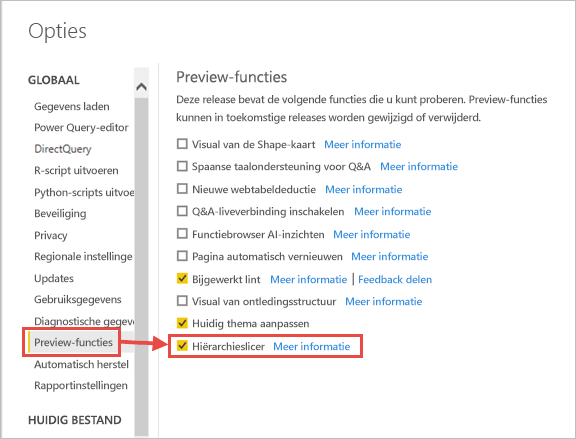 Opties
GLOBAAL
Gegevens laden
Power Query-editor
DirectQuery
R-script uitvoeren
Python-scripts uitvoe
Beveiliging
Privacy
Regionale instellinge
Updates
Gebruiksgegevens
Diagnostische gegev
Preview-functies
Automatisch herstel
Rapportinstellingen
HUIDIG BESTAND
Preview-functies
Deze release bevat de volgende functies die u kunt proberen. Preview-functies
kunnen in toekomstige releases worden gewijzigd of verwijderd.
Visual van de Shape-kaart Meer informatie
Spaanse taalondersteuning voor Q&A Meer informatie
Nieuwe webtabeldeductie Meer informatie
Q&A-liveverbinding inschakelen Meer informatie
Functiebrowser AI-inzichten Meer informatie
Pagina automatisch vernieuwen Meer informatie
Bijgewerkt lint Meer informatie | Feedback delen
Visual van ontledingsstructuur Meer informatie
Huidig thema aanpassen
Hiërarchieslicer Meer informatie